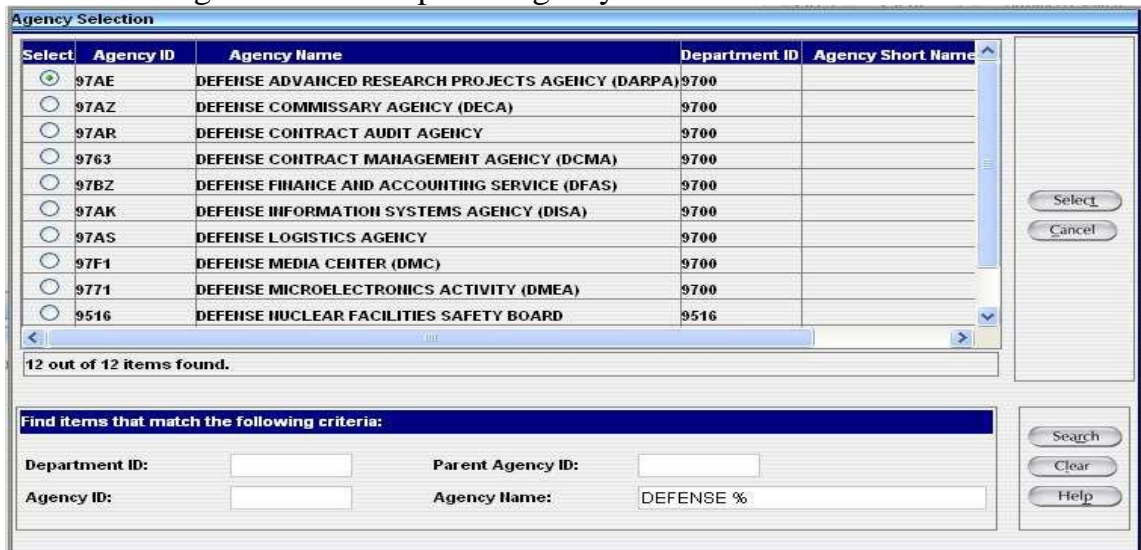 Agency Selection
Select Agency ID Agency Name Department ID Agency Short Name
97AE DEFENSE ADVANCED RESEARCH PROJECTS AGENCY (DARPA) 9700
97AZ DEFENSE COMMISSARY AGENCY (DECA) 9700
97AR DEFENSE CONTRACT AUDIT AGENCY 9700
9763 DEFENSE CONTRACT MANAGEMENT AGENCY (DCMA) 9700
97BZ DEFENSE FINANCE AND ACCOUNTING SERVICE (DFAS) 9700
97AK DEFENSE INFORMATION SYSTEMS AGENCY (DISA) 9700
97AS DEFENSE LOGISTICS AGENCY 9700
97F1 DEFENSE MEDIA CENTER (DMC) 9700
9771 DEFENSE MICROELECTRONICS ACTIVITY (DMEA) 9700
9516 DEFENSE NUCLEAR FACILITIES SAFETY BOARD 9516
Select
Cancel
12 out of 12 items found.
Find items that match the following criteria:
Department ID: Parent Agency ID:
Agency ID: Agency Name: DEFENSE %
Search
Clear
Help